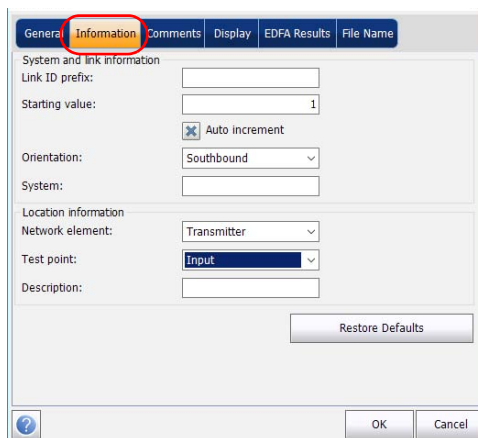 General Information Comments Display EDFA Results File Name
System and link information
Link ID prefix:
Starting value: 1
Auto increment
Orientation: Southbound
System:
Location information
Network element: Transmitter
Test point: Input
Description:
Restore Defaults
? OK Cancel